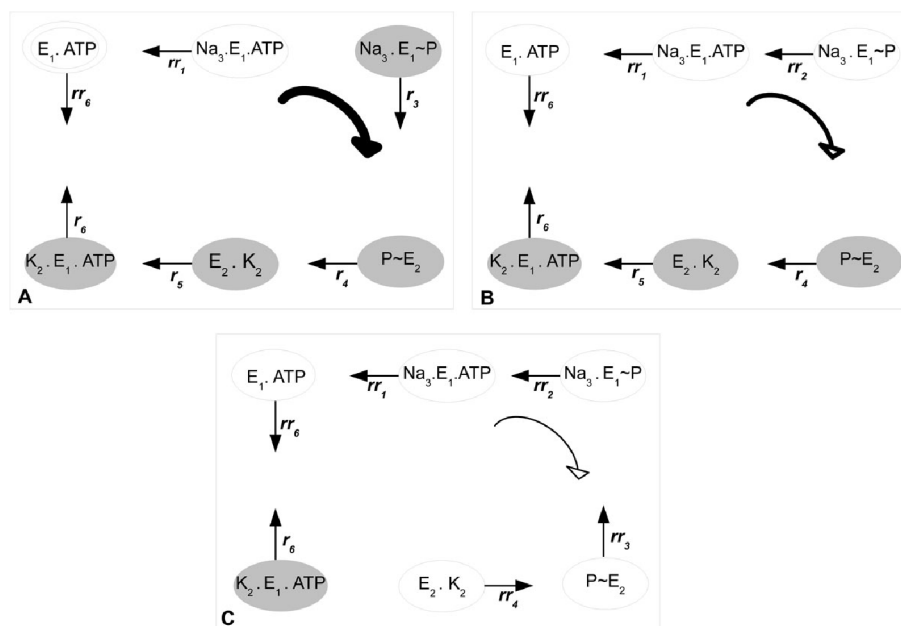 E₁. ATP
rr₁
Na₃.E₁.ATP
Na₃. E₁~P
rr₆
r₃
r₆
K₂. E₁. ATP
r₅
E₂. K₂
r₄
P~E₂
A
E₁. ATP
rr₁
Na₃.E₁.ATP
rr₂
Na₃. E₁~P
rr₆
r₆
K₂. E₁. ATP
r₅
E₂. K₂
r₄
P~E₂
B
E₁. ATP
rr₁
Na₃.E₁.ATP
rr₂
Na₃. E₁~P
rr₆
r₆
rr₃
K₂. E₁. ATP
E₂. K₂
rr₄
P~E₂
C